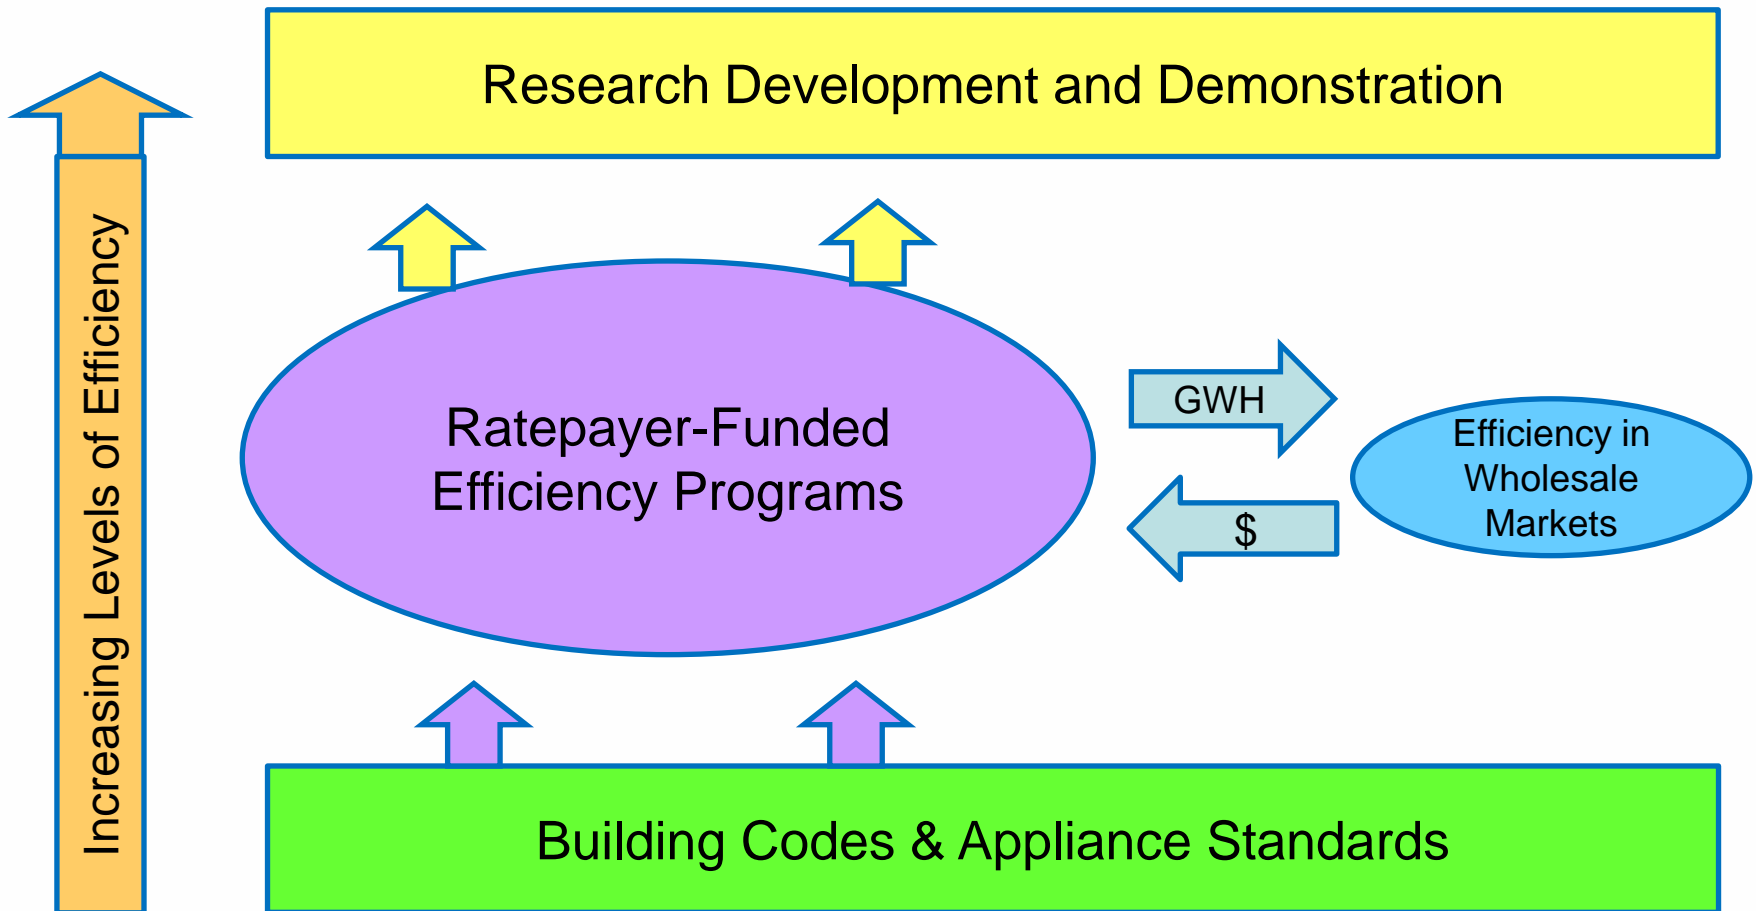 Research Development and Demonstration
Increasing Levels of Efficiency
Ratepayer-Funded
Efficiency Programs
GWH
$
Efficiency in
Wholesale
Markets
Building Codes & Appliance Standards